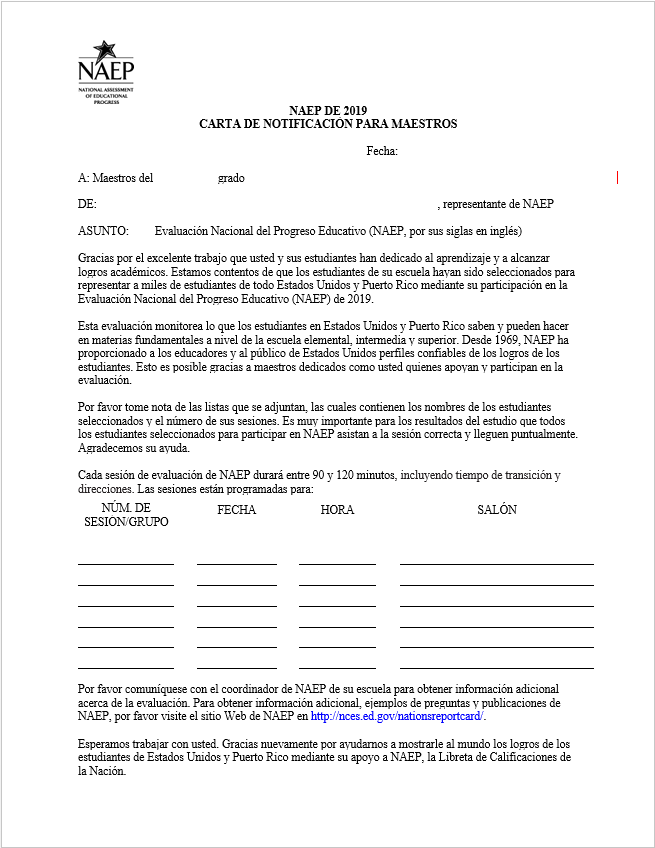 NAEP
NATIONAL ASSESSMENT
OF EDUCATIONAL
PROGRESS
NAEP DE 2019
CARTA DE NOTIFICACIÓN PARA MAESTROS
Fecha:
A: Maestros del grado
DE: , representante de NAEP
ASUNTO: Evaluación Nacional del Progreso Educativo (NAEP, por sus siglas en inglés)
Gracias por el excelente trabajo que usted y sus estudiantes han dedicado al aprendizaje y a alcanzar
logros académicos. Estamos contentos de que los estudiantes de su escuela hayan sido seleccionados para
representar a miles de estudiantes de todo Estados Unidos y Puerto Rico mediante su participación en la
Evaluación Nacional del Progreso Educativo (NAEP) de 2019.
Esta evaluación monitorea lo que los estudiantes en Estados Unidos y Puerto Rico saben y pueden hacer
en materias fundamentales a nivel de la escuela elemental, intermedia y superior. Desde 1969, NAEP ha
proporcionado a los educadores y al público de Estados Unidos perfiles confiables de los logros de los
estudiantes. Esto es posible gracias a maestros dedicados como usted quienes apoyan y participan en la
evaluación.
Por favor tome nota de las listas que se adjuntan, las cuales contienen los nombres de los estudiantes
seleccionados y el número de sus sesiones. Es muy importante para los resultados del estudio que todos
los estudiantes seleccionados para participar en NAEP asistan a la sesión correcta y lleguen puntualmente.
Agradecemos su ayuda.
Cada sesión de evaluación de NAEP durará entre 90 y 120 minutos, incluyendo tiempo de transición y
direcciones. Las sesiones están programadas para:
NÚM. DE
SESIÓN/GRUPO FECHA HORA SALÓN
Por favor comuníquese con el coordinador de NAEP de su escuela para obtener información adicional
acerca de la evaluación. Para obtener información adicional, ejemplos de preguntas y publicaciones de
NAEP, por favor visite el sitio Web de NAEP en http://nces.ed.gov/nationsreportcard/.
Esperamos trabajar con usted. Gracias nuevamente por ayudarnos a mostrarle al mundo los logros de los
estudiantes de Estados Unidos y Puerto Rico mediante su apoyo a NAEP, la Libreta de Calificaciones de
la Nación.